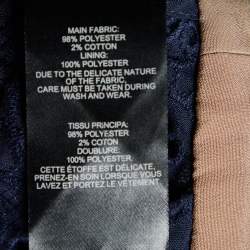 MAIN FABRIC:
98% POLYESTER
2% COTTON
LINING:
100% POLYESTER
DUE TO THE DELICATE NATURE
OF THE FABRIC,
CARE MUST BE TAKEN DURING
WASH AND WEAR.
TISSU PRINCIPA:
98% POLYESTER
2% COTON
DOUBLURE:
100% POLYESTER.
CETTE ÉTOFFE EST DÉLICATE,
PRENEZ-EN SOIN LORSQUE VOUS
LAVEZ ET PORTEZ LE VÊTEMENT